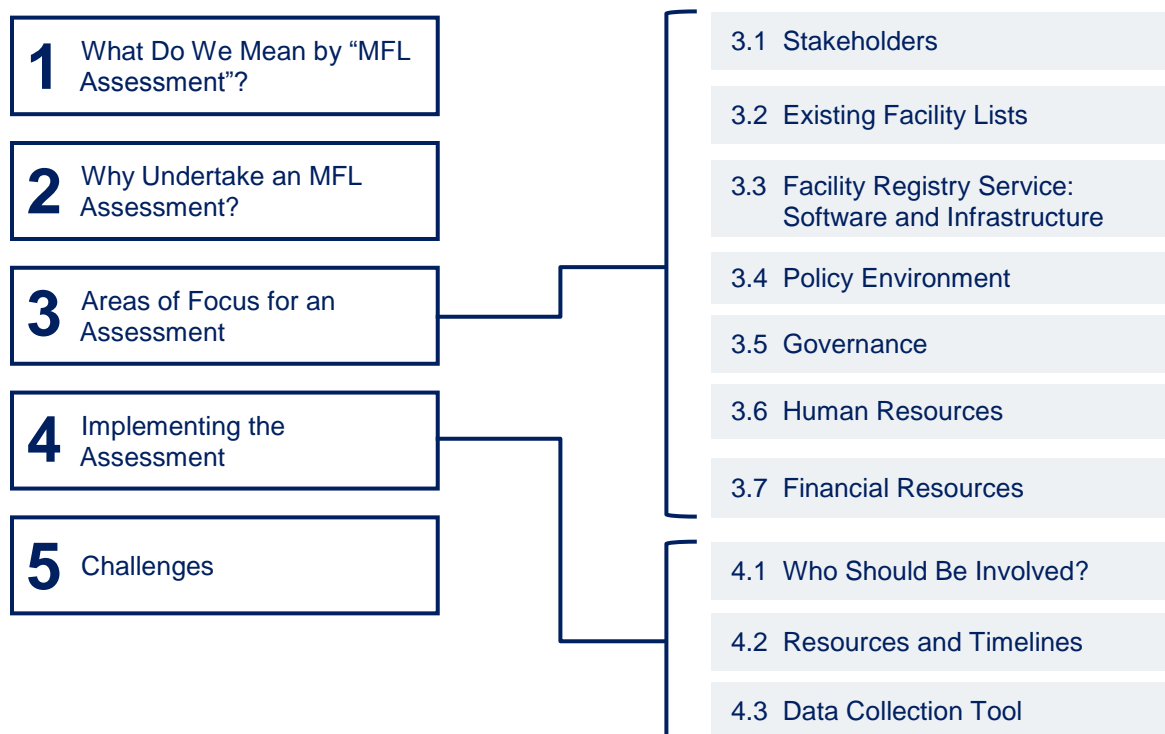 1 What Do We Mean by “MFL
Assessment”?
2 Why Undertake an MFL
Assessment?
3 Areas of Focus for an
Assessment
4 Implementing the
Assessment
5 Challenges
3.1 Stakeholders
3.2 Existing Facility Lists
3.3 Facility Registry Service:
Software and Infrastructure
3.4 Policy Environment
3.5 Governance
3.6 Human Resources
3.7 Financial Resources
4.1 Who Should Be Involved?
4.2 Resources and Timelines
4.3 Data Collection Tool